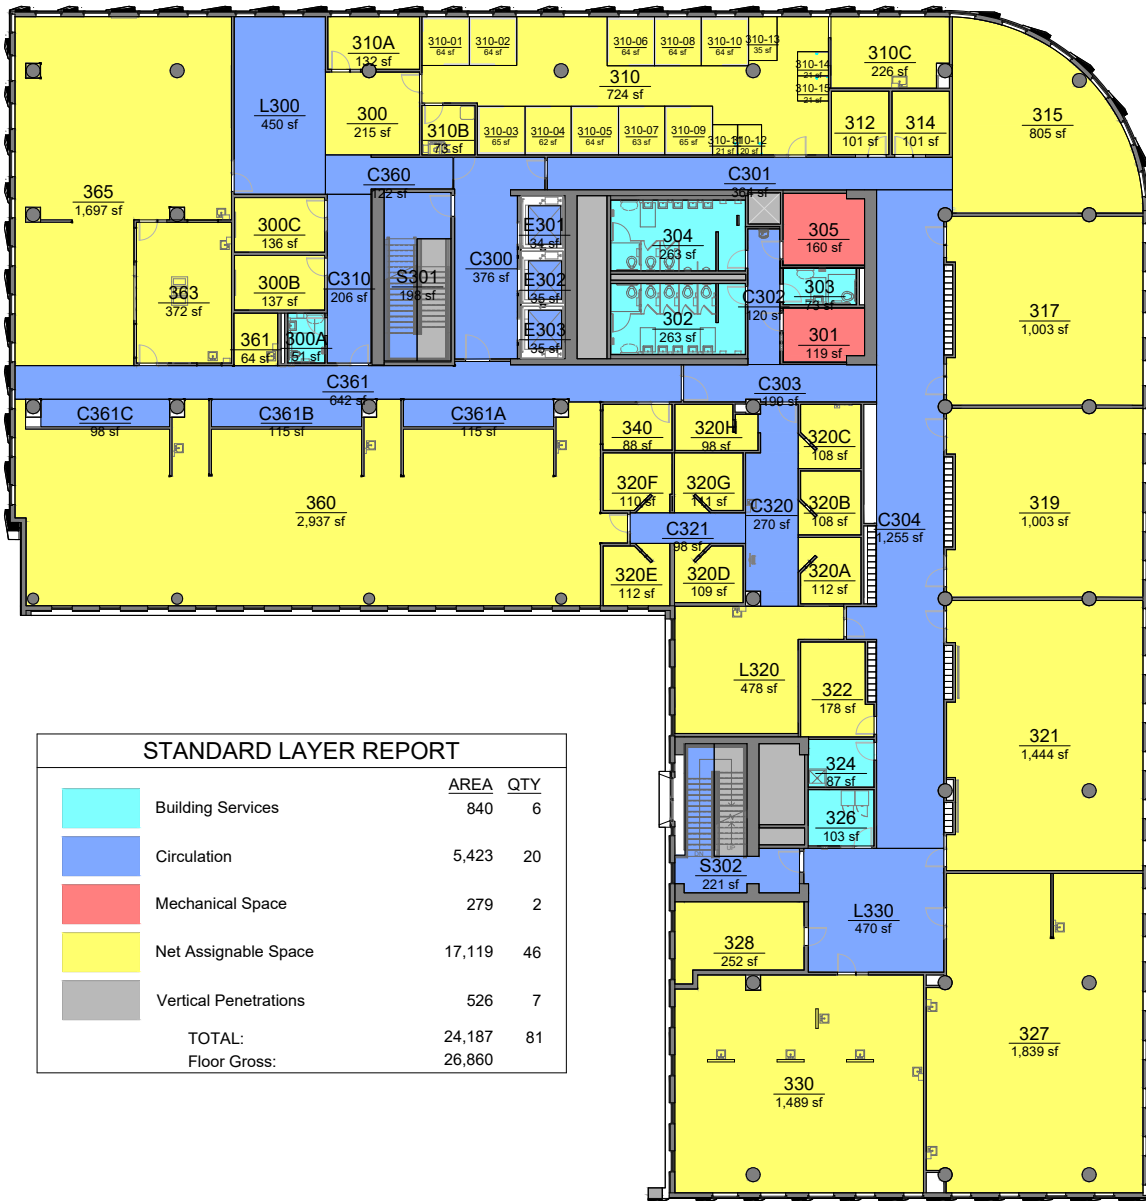 310A
132 sf
310-01
64 sf
310-02
64 sf
310-06
64 sf
310-08
64 sf
310-10
64 sf
310-13
35 sf
310C
226 sf
310-14
21 sf
310-15
21 sf
310
724 sf
L300
450 sf
300
215 sf
310B
73 sf
310-03
65 sf
310-04
62 sf
310-05
64 sf
310-07
63 sf
310-09
65 sf
310-11
21 sf
310-12
20 sf
312
101 sf
314
101 sf
315
805 sf
C360
122 sf
C301
364 sf
365
1,697 sf
300C
136 sf
E301
34 sf
304
263 sf
305
160 sf
363
372 sf
300B
137 sf
C310
206 sf
S301
198 sf
C300
376 sf
E302
35 sf
C302
120 sf
303
73 sf
317
1,003 sf
361
64 sf
300A
51 sf
E303
35 sf
302
263 sf
301
119 sf
C361
642 sf
C303
190 sf
C361C
98 sf
C361B
115 sf
C361A
115 sf
340
88 sf
320H
98 sf
320C
108 sf
360
2,937 sf
320F
110 sf
320G
111 sf
C320
270 sf
320B
108 sf
C304
1,255 sf
319
1,003 sf
C321
98 sf
320E
112 sf
320D
109 sf
320A
112 sf
L320
478 sf
322
178 sf
321
1,444 sf
324
87 sf
326
103 sf
S302
221 sf
L330
470 sf
328
252 sf
327
1,839 sf
330
1,489 sf
STANDARD LAYER REPORT
AREA QTY
Building Services 840 6
Circulation 5,423 20
Mechanical Space 279 2
Net Assignable Space 17,119 46
Vertical Penetrations 526 7
TOTAL: 24,187 81
Floor Gross: 26,860